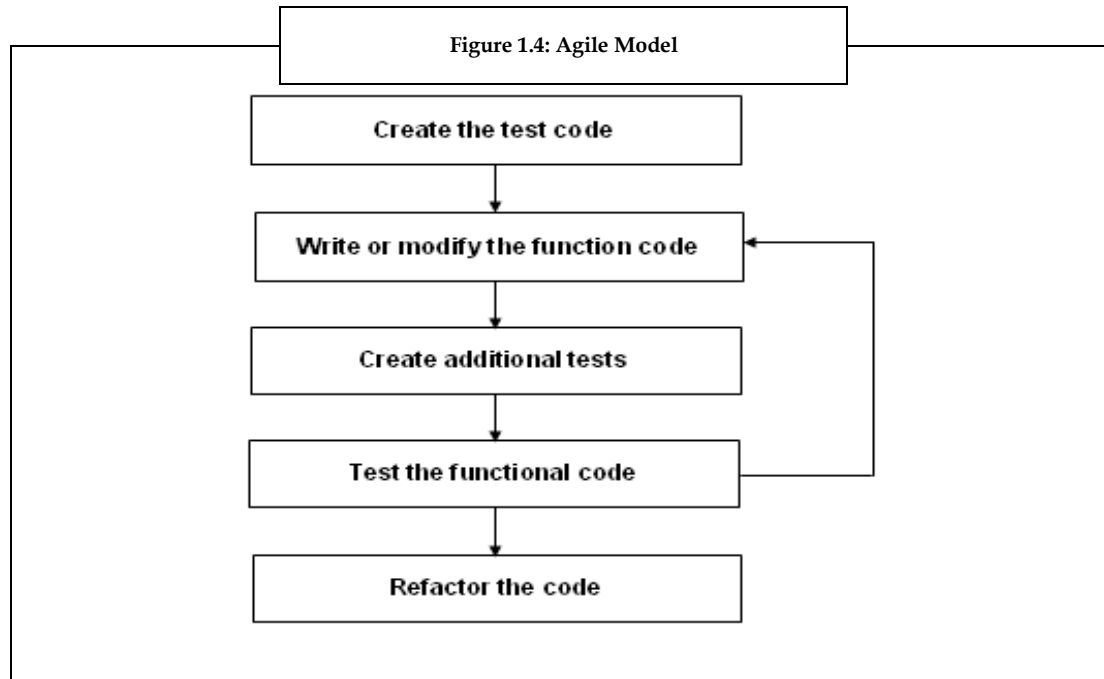 Figure 1.4: Agile Model
Create the test code
Write or modify the function code
Create additional tests
Test the functional code
Refactor the code